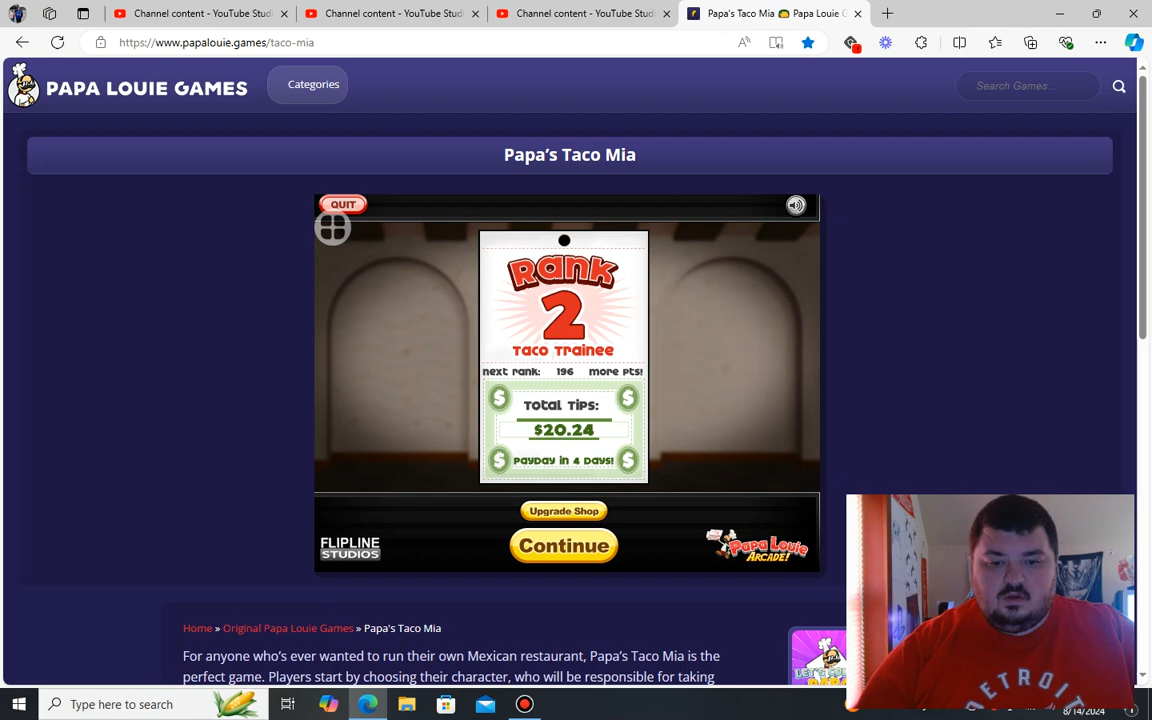 Channel content - YouTube Studi
Channel content - YouTube Studi
Channel content - YouTube Studi
Papa's Taco Mia 🌮 Papa Louie G
https://www.papalouie.games/taco-mia
PAPA LOUIE GAMES
Categories
Search Games...
Papa's Taco Mia
QUIT
Rank
2
Taco Trainee
next rank: 196 more pts!
Total Tips:
$20.24
Payday in 4 days!
Upgrade Shop
Continue
FLIPLINE
STUDIOS
Papa Louie
ARCADE!
Home » Original Papa Louie Games » Papa's Taco Mia
For anyone who's ever wanted to run their own Mexican restaurant, Papa's Taco Mia is the
perfect game. Players start by choosing their character, who will be responsible for taking
DETROIT
Type here to search
8/14/2024